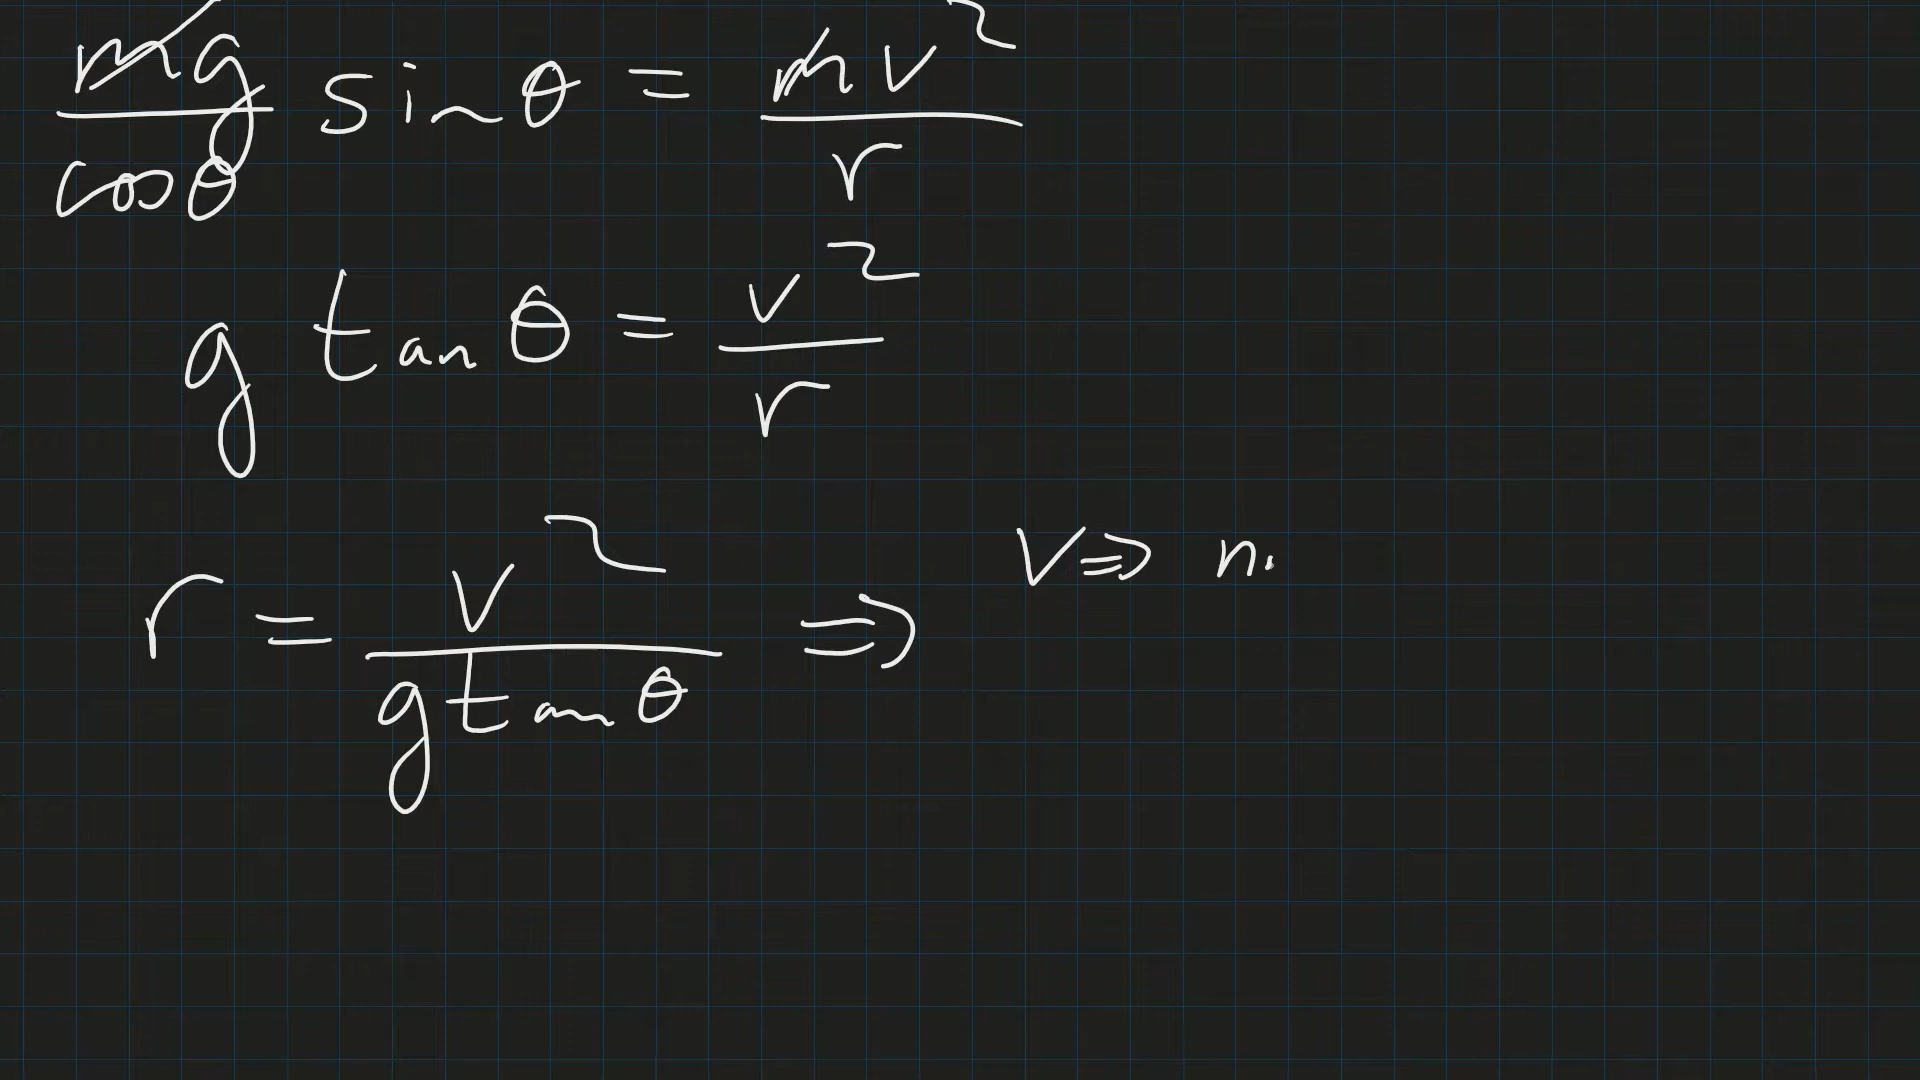 mg/cosθ sinθ = mv²/r
g tanθ = v²/r
r = v²/(g tanθ) ⇒ V ⇒ n.